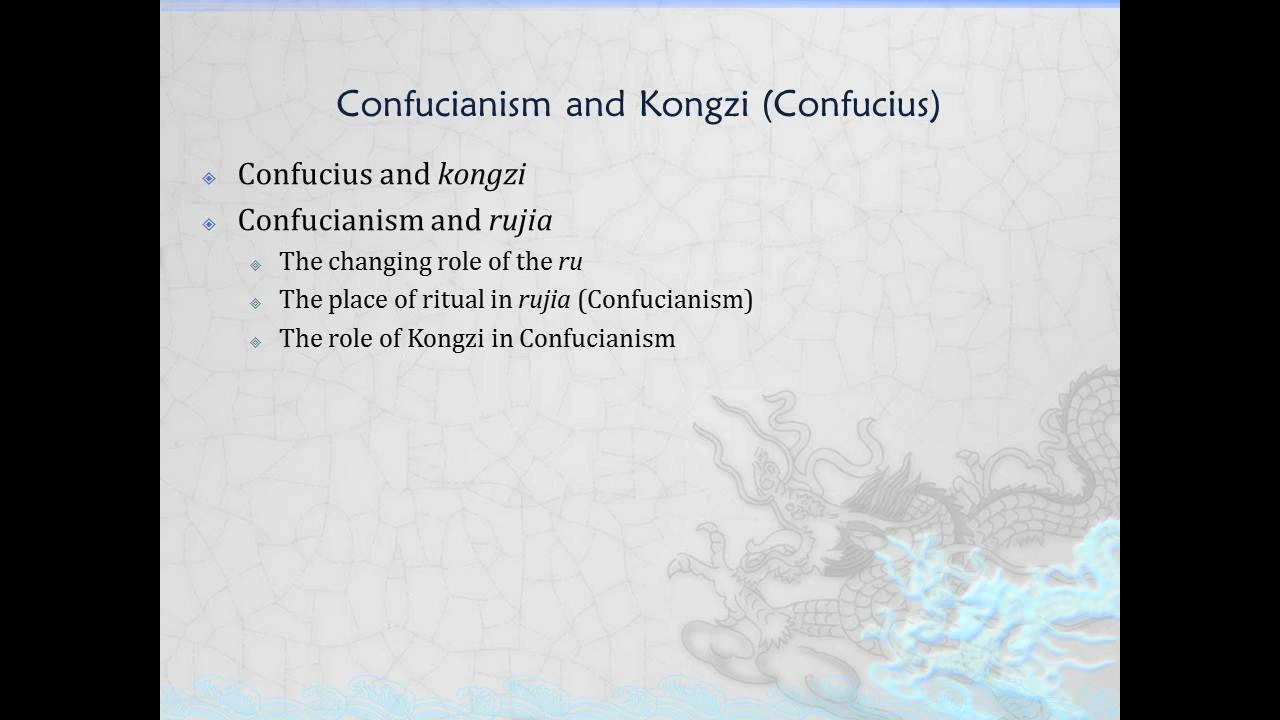 Confucianism and Kongzi (Confucius)
Confucius and kongzi
Confucianism and rujia
The changing role of the ru
The place of ritual in rujia (Confucianism)
The role of Kongzi in Confucianism